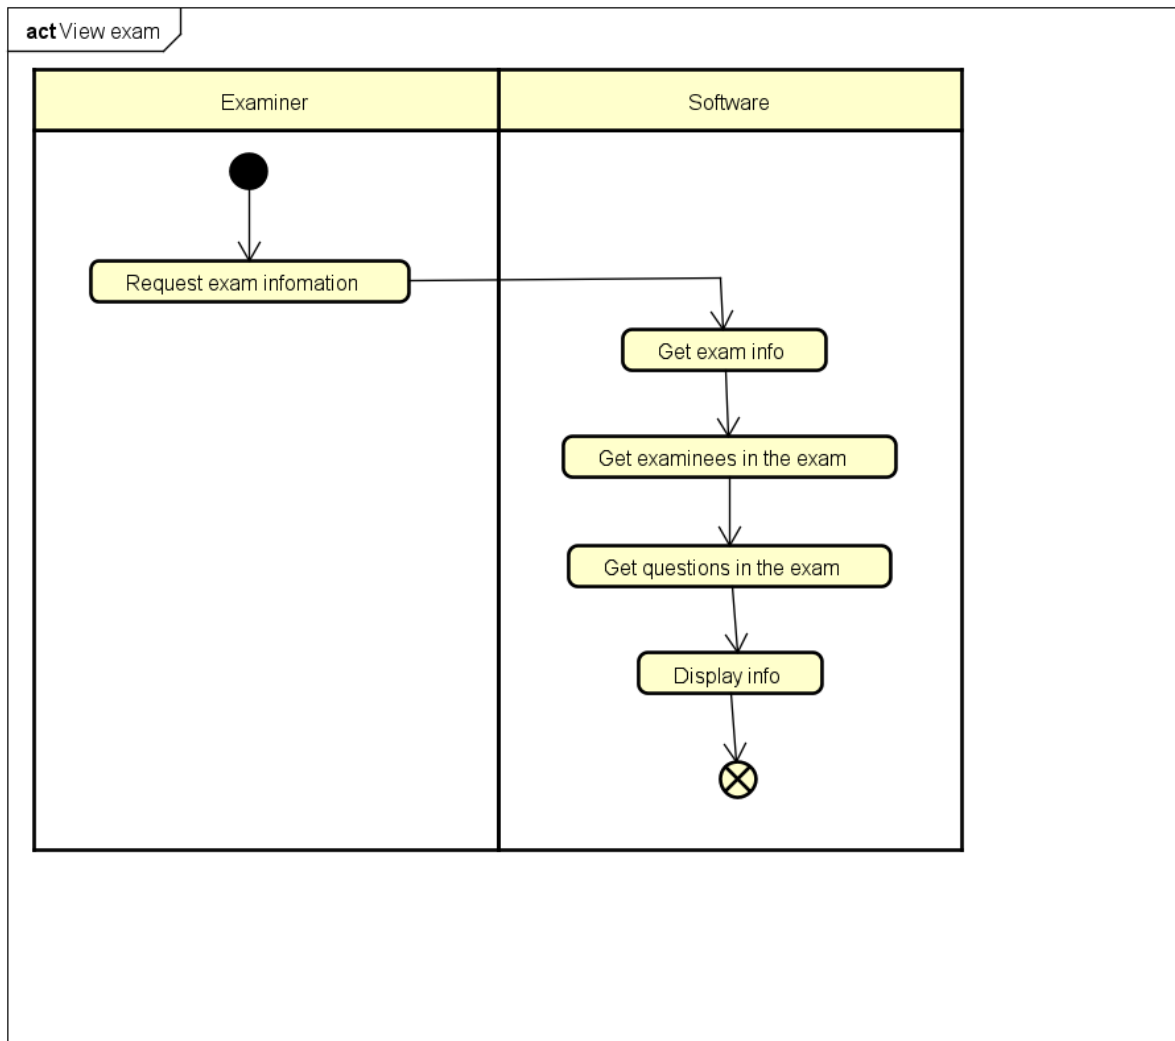 act View exam
Examiner
Software
Request exam infomation
Get exam info
Get examinees in the exam
Get questions in the exam
Display info